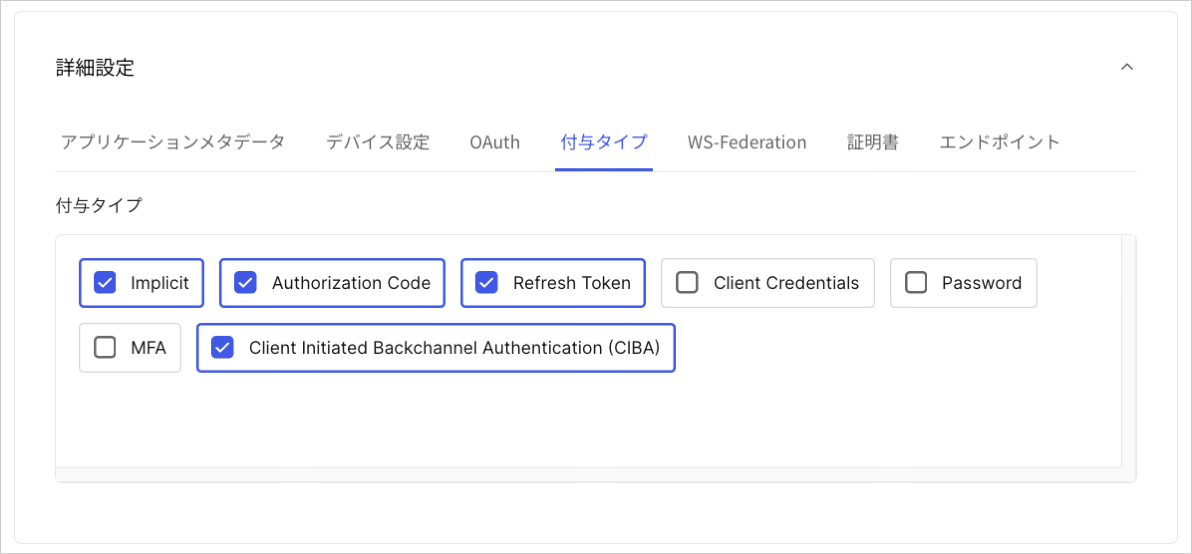 詳細設定
アプリケーションメタデータ デバイス設定 OAuth 付与タイプ WS-Federation 証明書 エンドポイント
付与タイプ
Implicit Authorization Code Refresh Token Client Credentials Password
MFA Client Initiated Backchannel Authentication (CIBA)